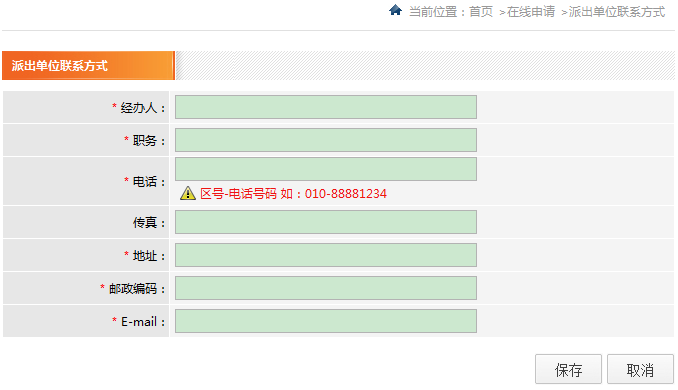 当前位置：首页 >在线申请 >派出单位联系方式
派出单位联系方式
* 经办人：
* 职务：
* 电话：
区号-电话号码 如：010-88881234
传真：
* 地址：
* 邮政编码：
* E-mail：
保存 取消